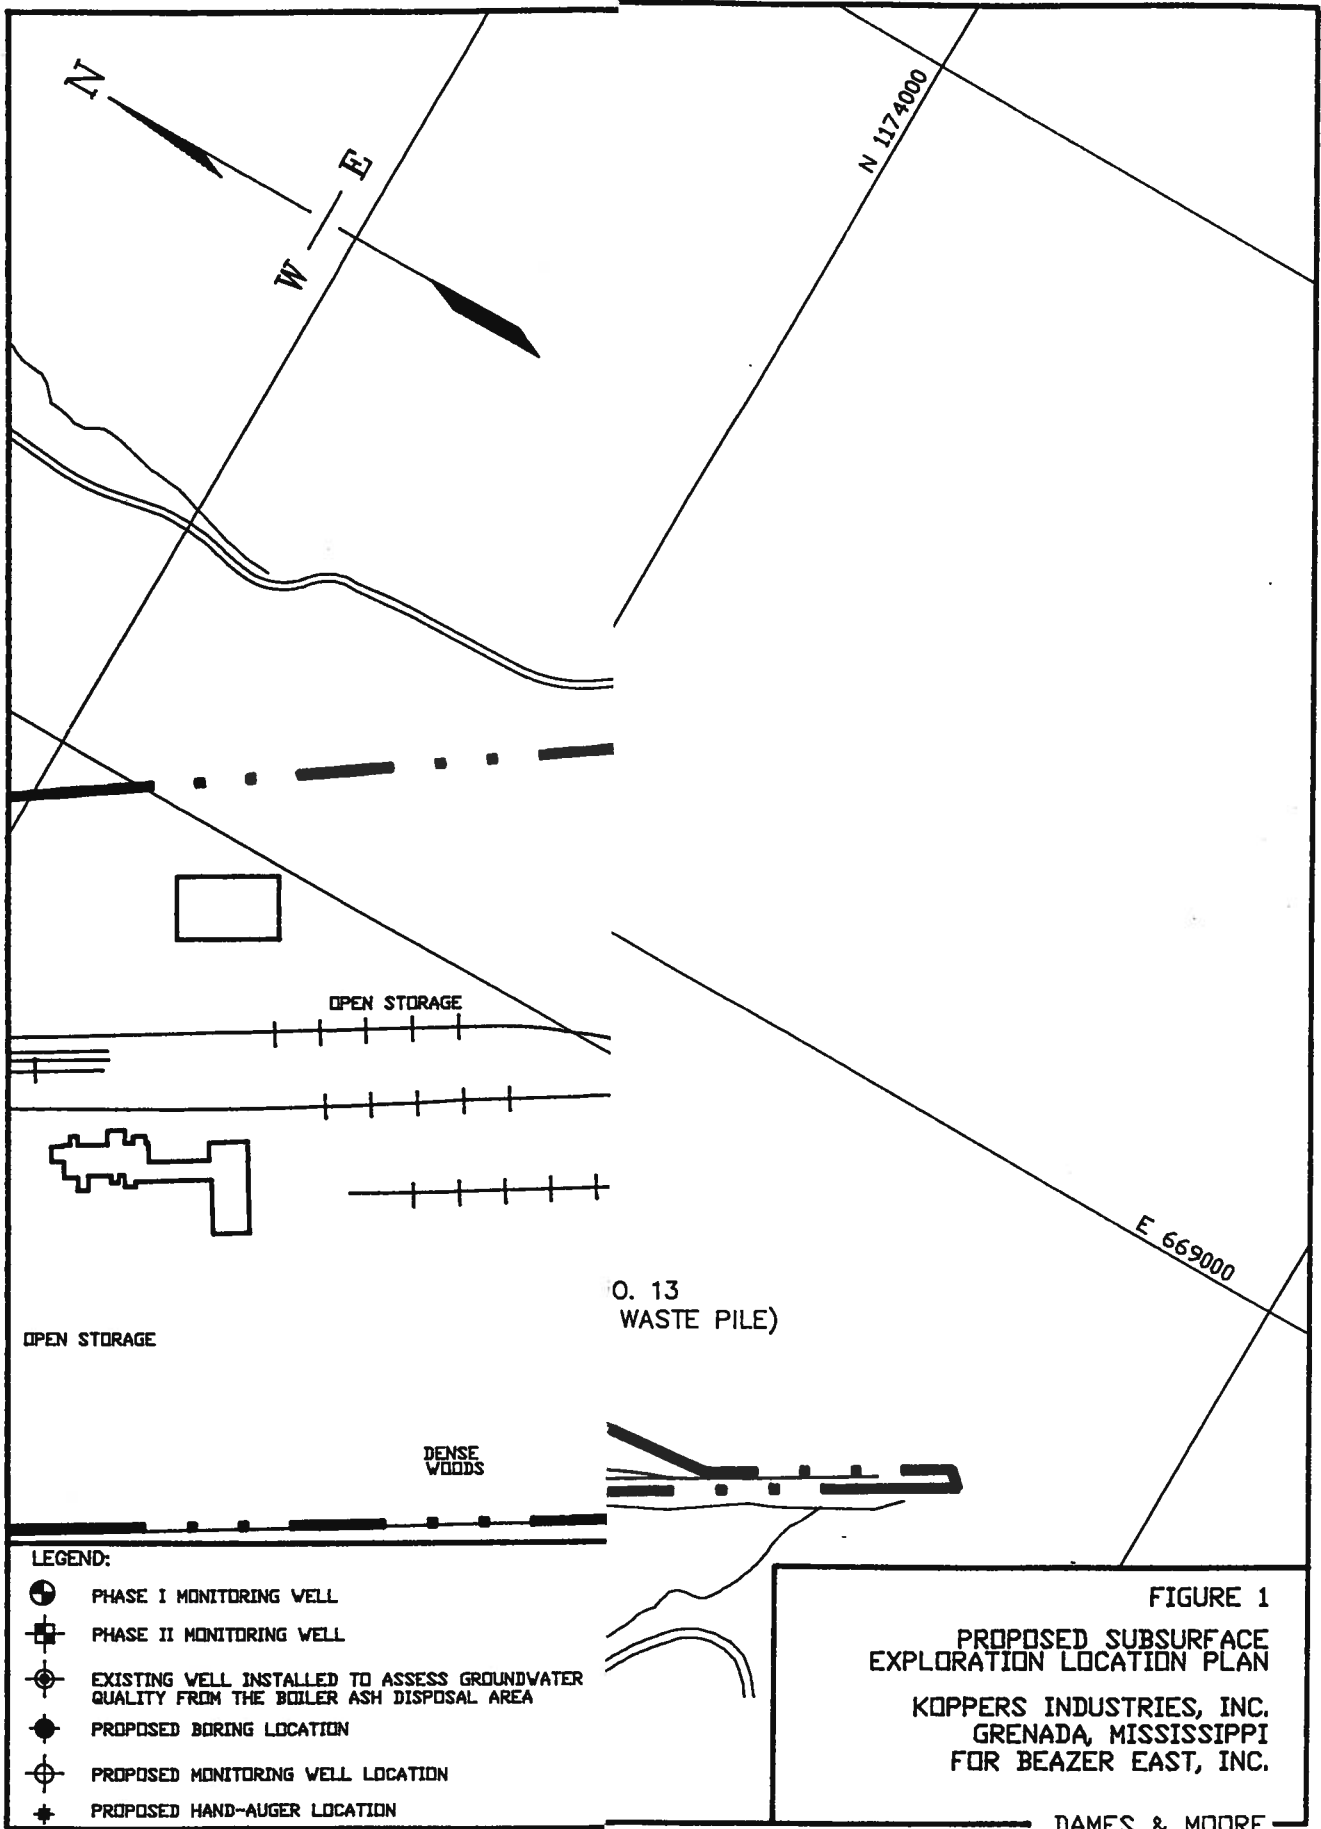 N
E
W
N 1174000
OPEN STORAGE
E 669000
O. 13
WASTE PILE)
OPEN STORAGE
DENSE
WOODS
LEGEND:
PHASE I MONITORING WELL
PHASE II MONITORING WELL
EXISTING WELL INSTALLED TO ASSESS GROUNDWATER
QUALITY FROM THE BOILER ASH DISPOSAL AREA
PROPOSED BORING LOCATION
PROPOSED MONITORING WELL LOCATION
PROPOSED HAND-AUGER LOCATION
FIGURE 1
PROPOSED SUBSURFACE
EXPLORATION LOCATION PLAN
KOPPERS INDUSTRIES, INC.
GRENADA, MISSISSIPPI
FOR BEAZER EAST, INC.
DAMES & MOORE